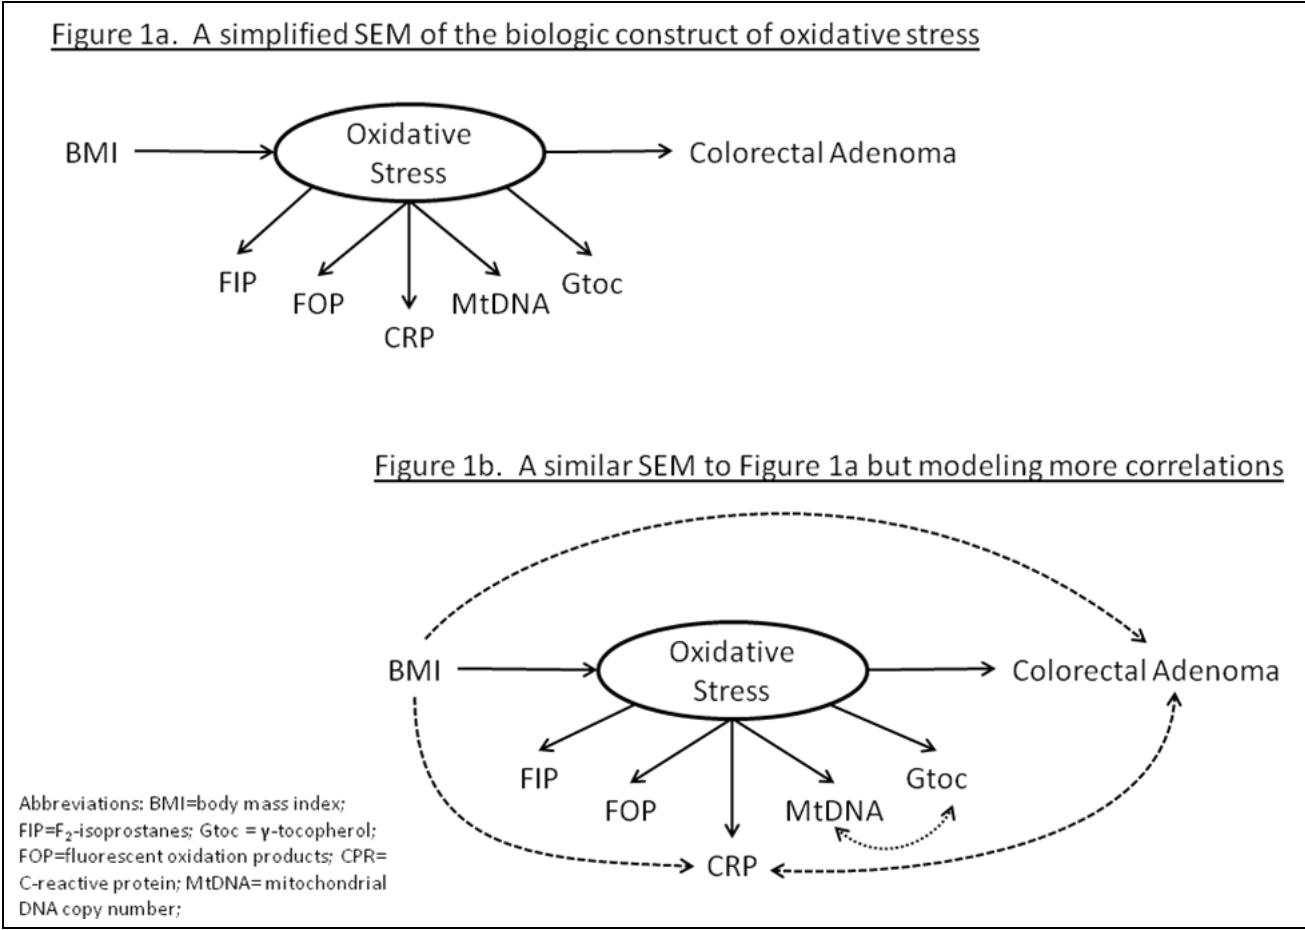 Figure 1a.  A simplified SEM of the biologic construct of oxidative stress
BMI
Oxidative
Stress
Colorectal Adenoma
FIP
FOP
CRP
MtDNA
Gtoc
Figure 1b.  A similar SEM to Figure 1a but modeling more correlations
BMI
Oxidative
Stress
Colorectal Adenoma
FIP
FOP
CRP
MtDNA
Gtoc
Abbreviations: BMI=body mass index;
FIP=F₂-isoprostanes; Gtoc = γ-tocopherol;
FOP=fluorescent oxidation products; CPR=
C-reactive protein; MtDNA= mitochondrial
DNA copy number;